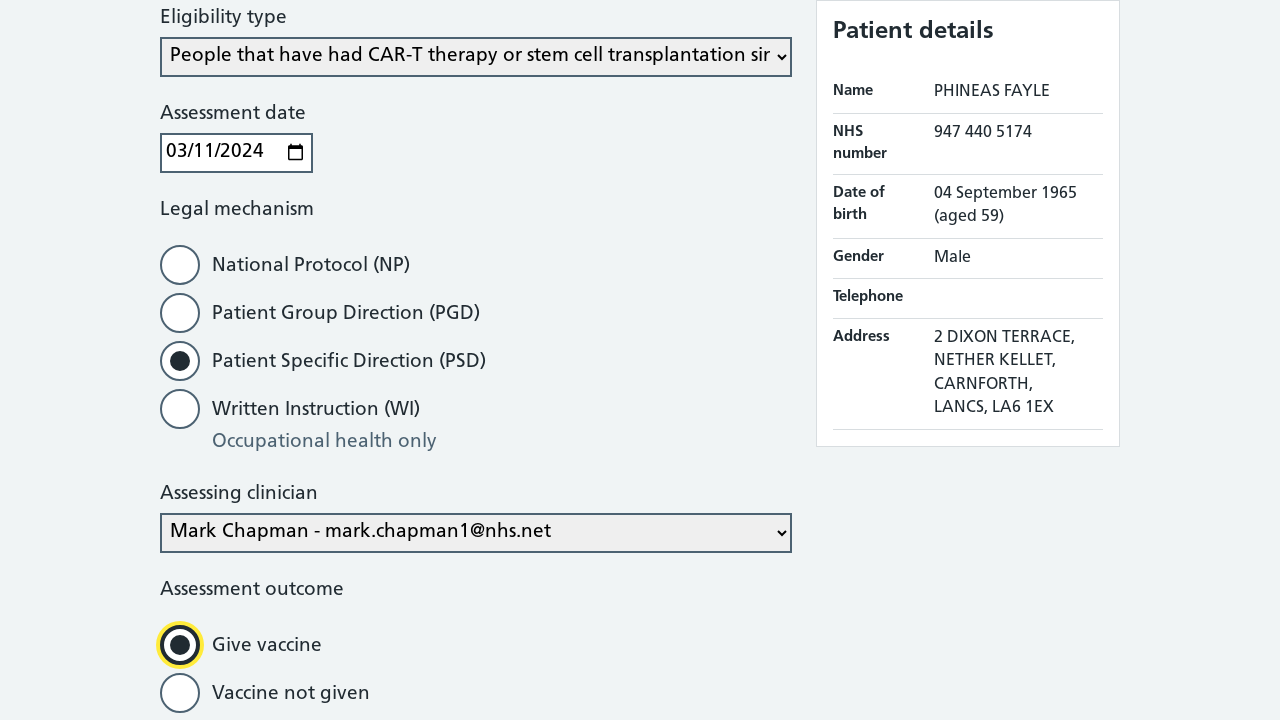 Eligibility type
People that have had CAR-T therapy or stem cell transplantation sir
Assessment date
03/11/2024
Legal mechanism
National Protocol (NP)
Patient Group Direction (PGD)
Patient Specific Direction (PSD)
Written Instruction (WI)
Occupational health only
Assessing clinician
Mark Chapman - mark.chapman1@nhs.net
Assessment outcome
Give vaccine
Vaccine not given
Patient details
Name PHINEAS FAYLE
NHS number 947 440 5174
Date of birth 04 September 1965
(aged 59)
Gender Male
Telephone
Address 2 DIXON TERRACE,
NETHER KELLET,
CARNFORTH,
LANCS, LA6 1EX